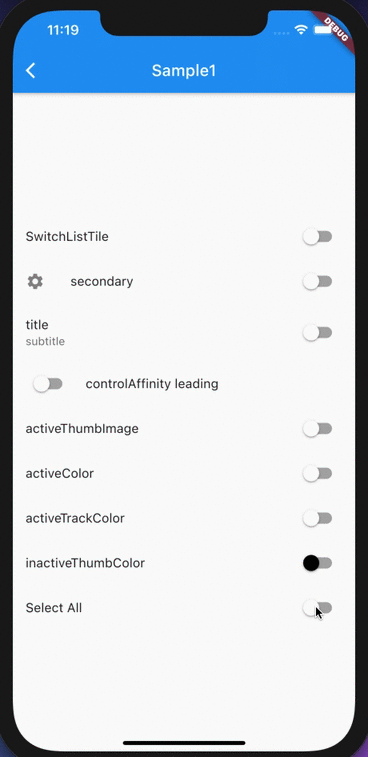 11:19
DEBUG
Sample1
SwitchListTile
secondary
title
subtitle
controlAffinity leading
activeThumbImage
activeColor
activeTrackColor
inactiveThumbColor
Select All